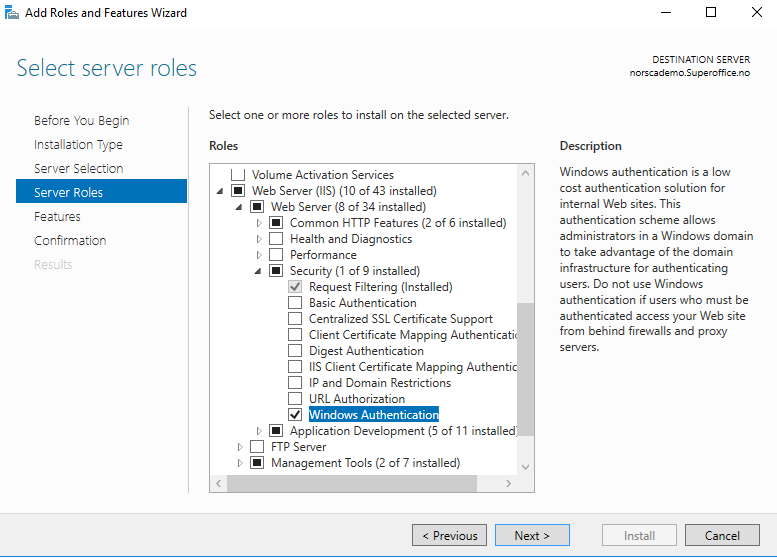 Add Roles and Features Wizard
Select server roles
DESTINATION SERVER
norscademo.Superoffice.no
Before You Begin
Installation Type
Server Selection
Server Roles
Features
Confirmation
Results
Select one or more roles to install on the selected server.
Roles
Volume Activation Services
Web Server (IIS) (10 of 43 installed)
Web Server (8 of 34 installed)
Common HTTP Features (2 of 6 installed)
Health and Diagnostics
Performance
Security (1 of 9 installed)
Request Filtering (Installed)
Basic Authentication
Centralized SSL Certificate Support
Client Certificate Mapping Authenticatio
Digest Authentication
IIS Client Certificate Mapping Authentic
IP and Domain Restrictions
URL Authorization
Windows Authentication
Application Development (5 of 11 installed)
FTP Server
Management Tools (2 of 7 installed)
Description
Windows authentication is a low
cost authentication solution for
internal Web sites. This
authentication scheme allows
administrators in a Windows domain
to take advantage of the domain
infrastructure for authenticating
users. Do not use Windows
authentication if users who must be
authenticated access your Web site
from behind firewalls and proxy
servers.
< Previous
Next >
Install
Cancel